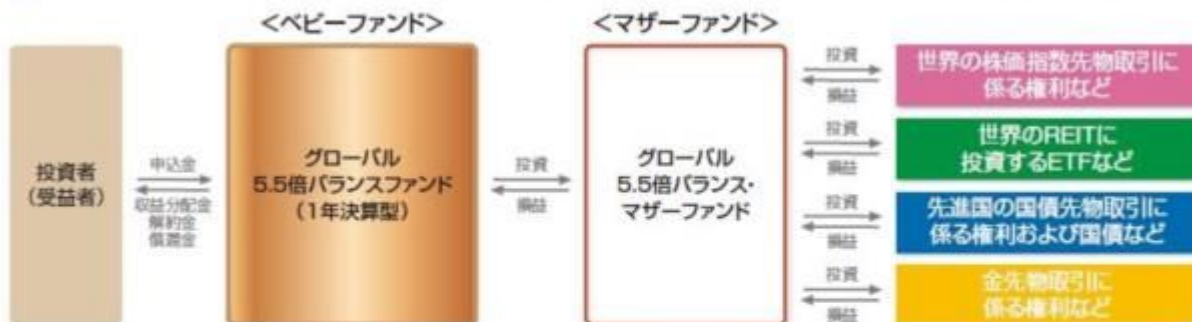 <ベビーファンド>
<マザーファンド>
投資者
(受益者)
申込金
収益分配金
解約金
償還金
グローバル
5.5倍バランスファンド
(1年決算型)
投資
損益
グローバル
5.5倍バランス・
マザーファンド
投資
損益
世界の株価指数先物取引に
係る権利など
投資
損益
世界のREITに
投資するETFなど
投資
損益
先進国の国債先物取引に
係る権利および国債など
投資
損益
金先物取引に
係る権利など